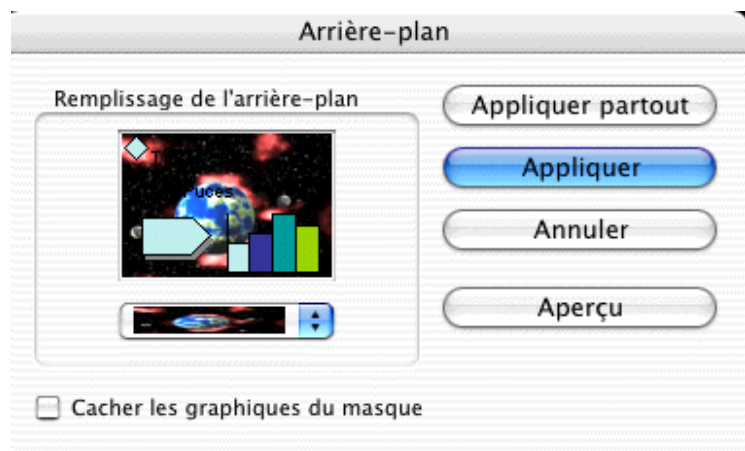 Arrière-plan
Remplissage de l'arrière-plan
T
Puces
Appliquer partout
Appliquer
Annuler
Aperçu
Cacher les graphiques du masque